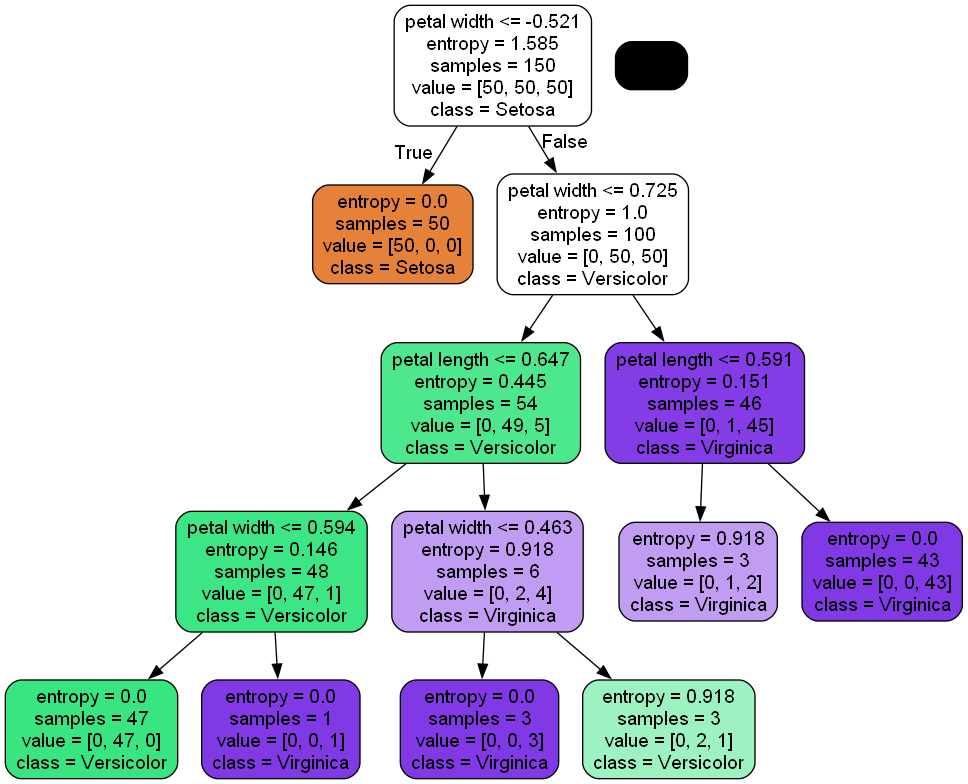 petal width <= -0.521
entropy = 1.585
samples = 150
value = [50, 50, 50]
class = Setosa
True
False
entropy = 0.0
samples = 50
value = [50, 0, 0]
class = Setosa
petal width <= 0.725
entropy = 1.0
samples = 100
value = [0, 50, 50]
class = Versicolor
petal length <= 0.647
entropy = 0.445
samples = 54
value = [0, 49, 5]
class = Versicolor
petal length <= 0.591
entropy = 0.151
samples = 46
value = [0, 1, 45]
class = Virginica
petal width <= 0.594
entropy = 0.146
samples = 48
value = [0, 47, 1]
class = Versicolor
petal width <= 0.463
entropy = 0.918
samples = 6
value = [0, 2, 4]
class = Virginica
entropy = 0.918
samples = 3
value = [0, 1, 2]
class = Virginica
entropy = 0.0
samples = 43
value = [0, 0, 43]
class = Virginica
entropy = 0.0
samples = 47
value = [0, 47, 0]
class = Versicolor
entropy = 0.0
samples = 1
value = [0, 0, 1]
class = Virginica
entropy = 0.0
samples = 3
value = [0, 0, 3]
class = Virginica
entropy = 0.918
samples = 3
value = [0, 2, 1]
class = Versicolor